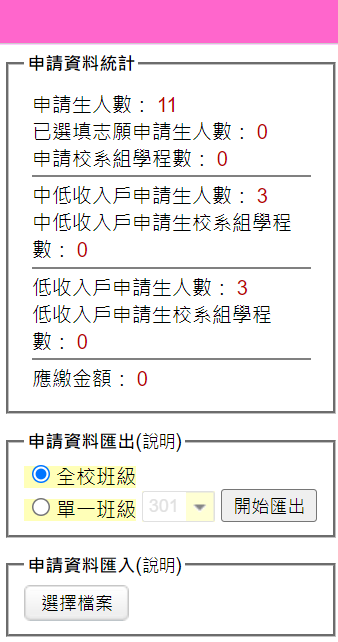 申請資料統計
申請生人數： 11
已選填志願申請生人數： 0
申請校系組學程數： 0
中低收入戶申請生人數： 3
中低收入戶申請生校系組學程
數： 0
低收入戶申請生人數： 3
低收入戶申請生校系組學程
數： 0
應繳金額： 0
申請資料匯出(說明)
全校班級
單一班級 301 開始匯出
申請資料匯入(說明)
選擇檔案